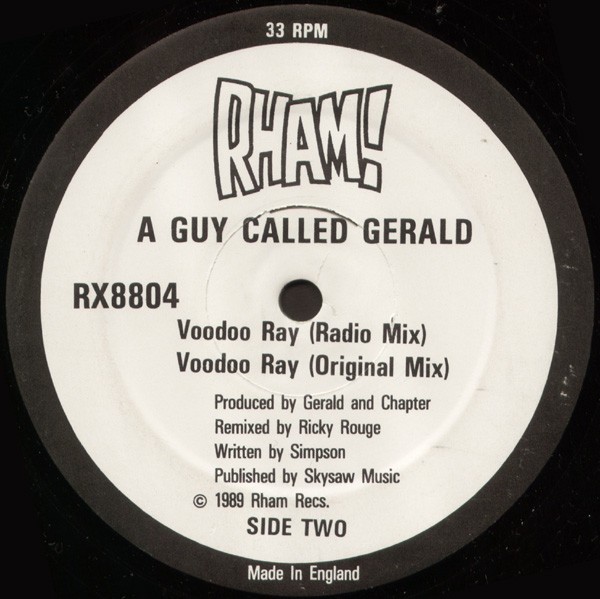 33 RPM
RHAM!
A GUY CALLED GERALD
RX8804
Voodoo Ray (Radio Mix)
Voodoo Ray (Original Mix)
Produced by Gerald and Chapter
Remixed by Ricky Rouge
Written by Simpson
Published by Skysaw Music
© 1989 Rham Recs.
SIDE TWO
Made In England